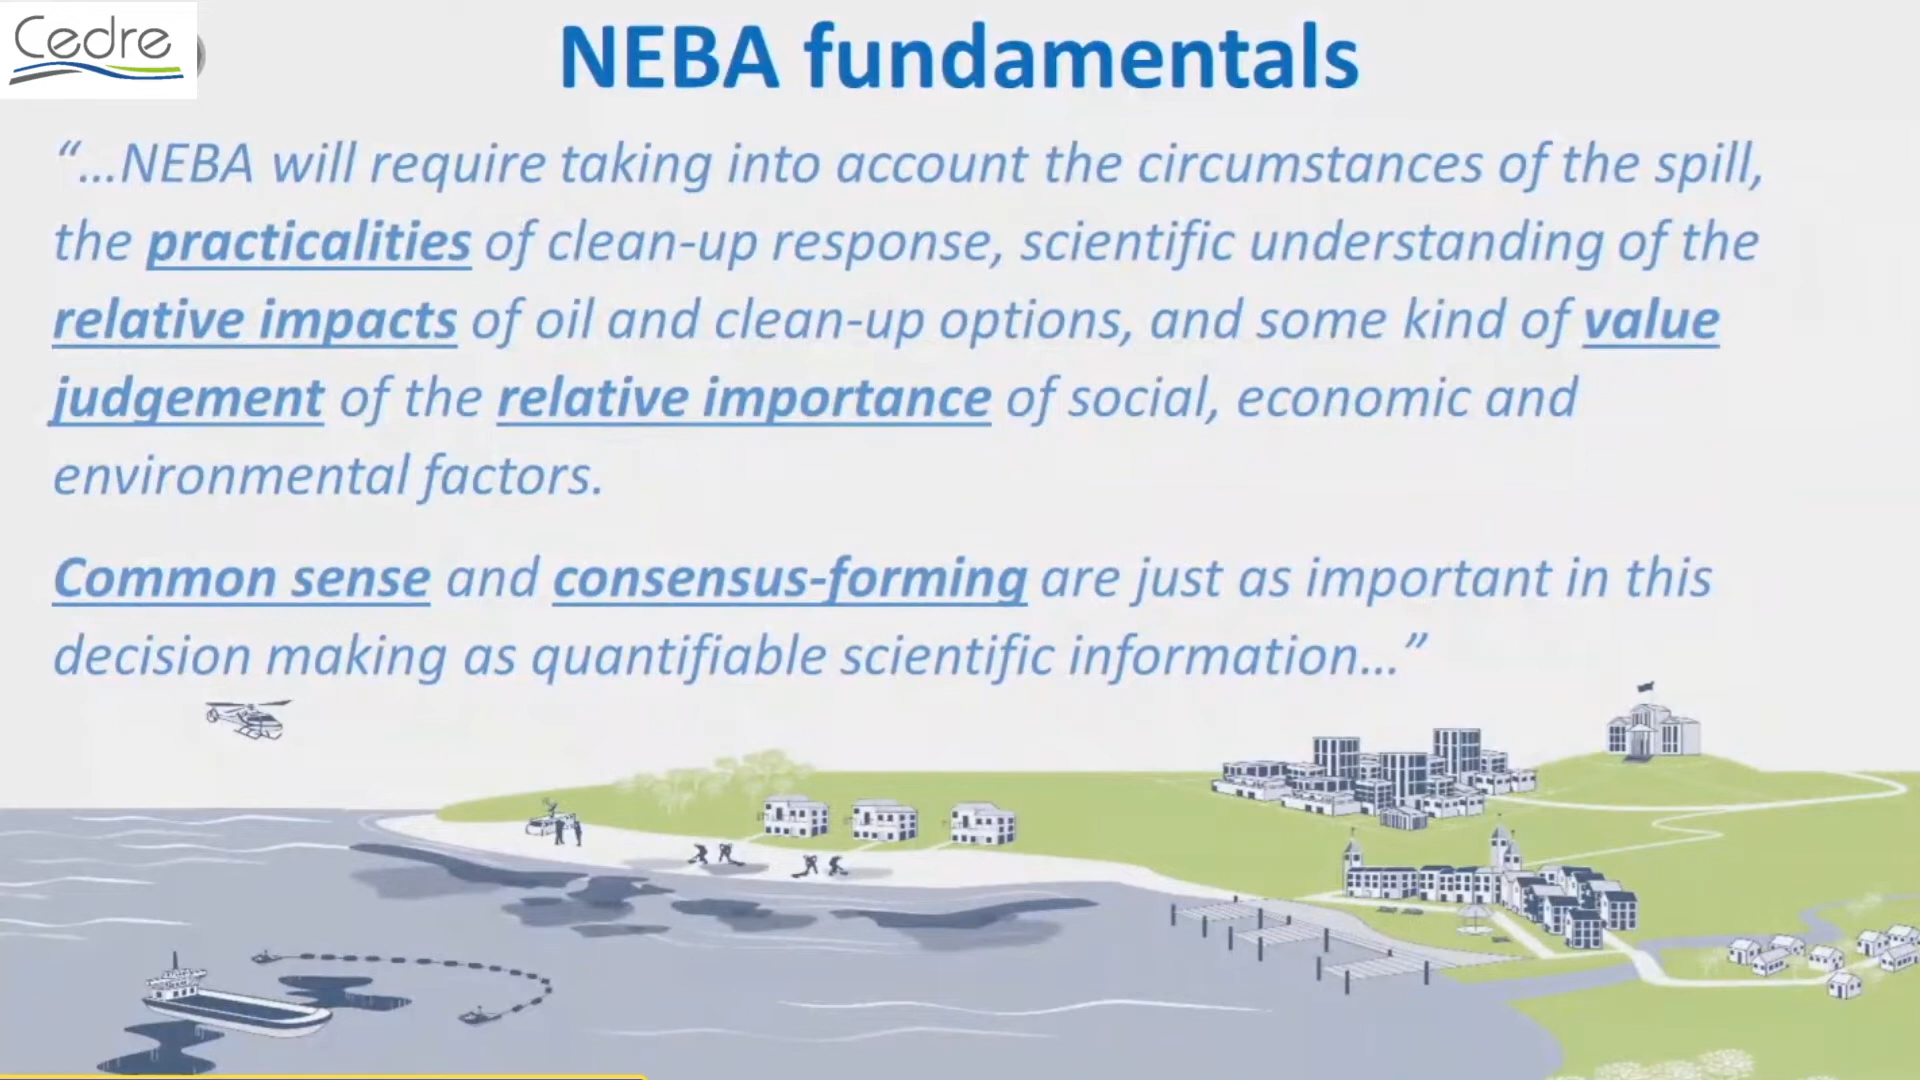 Cedre
NEBA fundamentals
“...NEBA will require taking into account the circumstances of the spill,
the practicalities of clean-up response, scientific understanding of the
relative impacts of oil and clean-up options, and some kind of value
judgement of the relative importance of social, economic and
environmental factors.
Common sense and consensus-forming are just as important in this
decision making as quantifiable scientific information...”